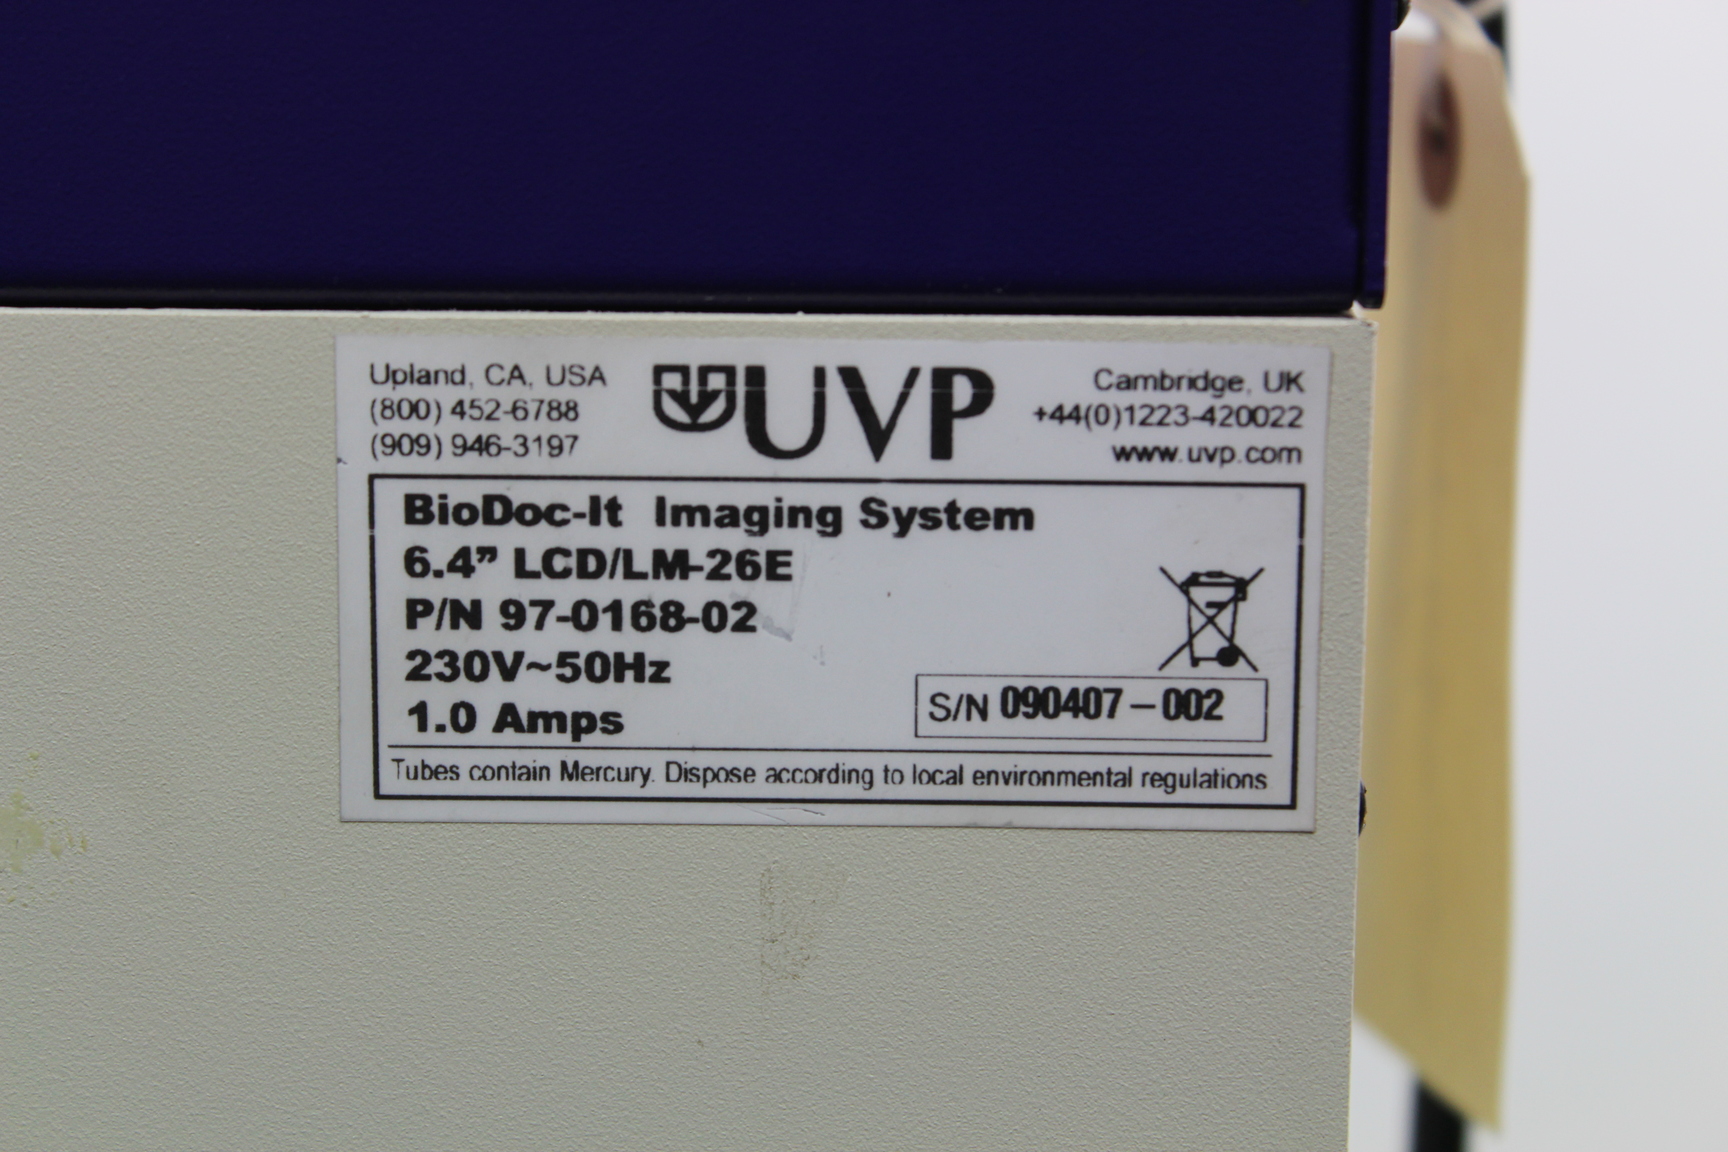 Upland, CA, USA
(800) 452-6788
(909) 946-3197
UVP
Cambridge, UK
+44(0)1223-420022
www.uvp.com
BioDoc-It Imaging System
6.4” LCD/LM-26E
P/N 97-0168-02
230V~50Hz
1.0 Amps
S/N 090407-002
Tubes contain Mercury. Dispose according to local environmental regulations